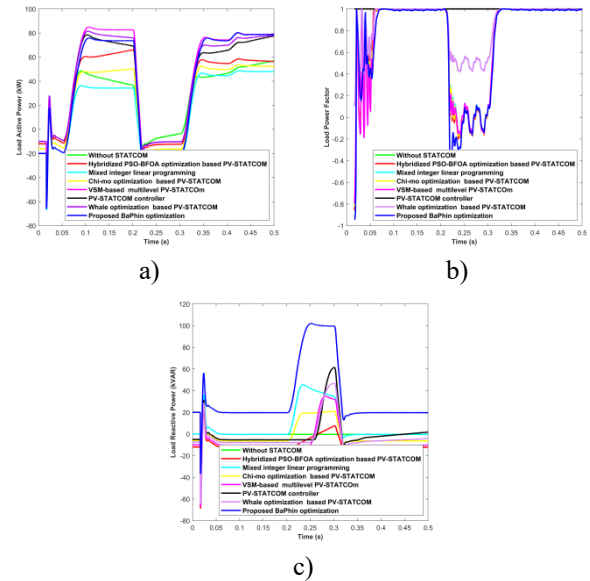 Load Active Power (kW)
100
80
60
40
20
0
-20
-40
-60
-80
Without STATCOM
Hybridized PSO-BFOA optimization based PV-STATCOM
Mixed integer linear programming
Chi-mo optimization based PV-STATCOM
VSM-based multilevel PV-STATCOm
PV-STATCOM controller
Whale optimization based PV-STATCOM
Proposed BaPhin optimization
0 0.05 0.1 0.15 0.2 0.25 0.3 0.35 0.4 0.45 0.5
Time (s)
a)
Load Power Factor
1
0.8
0.6
0.4
0.2
0
-0.2
-0.4
-0.6
-0.8
-1
Without STATCOM
Hybridized PSO-BFOA optimization based PV-STATCOM
Mixed integer linear programming
Chi-mo optimization based PV-STATCOM
VSM-based multilevel PV-STATCOm
PV-STATCOM controller
Whale optimization based PV-STATCOM
Proposed BaPhin optimization
0 0.05 0.1 0.15 0.2 0.25 0.3 0.35 0.4 0.45 0.5
Time (s)
b)
Load Reactive Power (kVAR)
120
100
80
60
40
20
0
-20
-40
-60
-80
Without STATCOM
Hybridized PSO-BFOA optimization based PV-STATCOM
Mixed integer linear programming
Chi-mo optimization based PV-STATCOM
VSM-based multilevel PV-STATCOm
PV-STATCOM controller
Whale optimization based PV-STATCOM
Proposed BaPhin optimization
0 0.05 0.1 0.15 0.2 0.25 0.3 0.35 0.4 0.45 0.5
Time (s)
c)